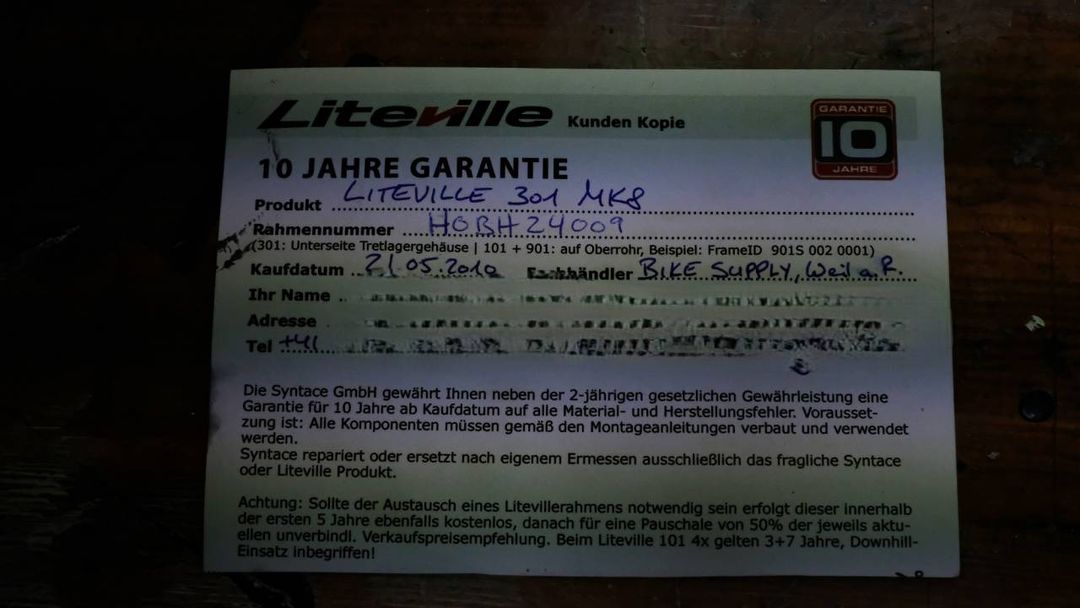 Liteville Kunden Kopie
GARANTIE
10
JAHRE
10 JAHRE GARANTIE
Produkt LITEVILLE 301 MK8
Rahmennummer HOBH24009
(301: Unterseite Tretlagergehäuse | 101 + 901: auf Oberrohr, Beispiel: FrameID 901S 002 0001)
Kaufdatum 21.05.2010 Fachhändler BIKE SUPPLY, Weil a. R.
Ihr Name
Adresse
Tel +41
Die Syntace GmbH gewährt Ihnen neben der 2-jährigen gesetzlichen Gewährleistung eine
Garantie für 10 Jahre ab Kaufdatum auf alle Material- und Herstellungsfehler. Vorausset-
zung ist: Alle Komponenten müssen gemäß den Montageanleitungen verbaut und verwendet
werden.
Syntace repariert oder ersetzt nach eigenem Ermessen ausschließlich das fragliche Syntace
oder Liteville Produkt.
Achtung: Sollte der Austausch eines Litevillerahmens notwendig sein erfolgt dieser innerhalb
der ersten 5 Jahre ebenfalls kostenlos, danach für eine Pauschale von 50% der jeweils aktu-
ellen unverbindl. Verkaufspreisempfehlung. Beim Liteville 101 4x gelten 3+7 Jahre, Downhill-
Einsatz inbegriffen!